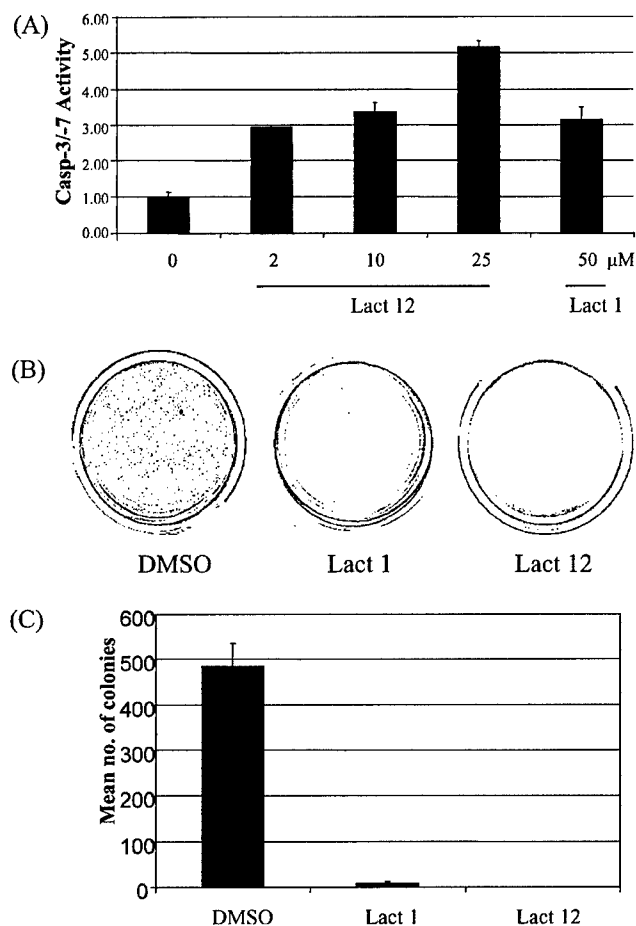 (A)
Casp-3/-7 Activity
6.00
5.00
4.00
3.00
2.00
1.00
0.00
0 2 10 25 50 μM
Lact 12 Lact 1
(B)
DMSO Lact 1 Lact 12
(C)
Mean no. of colonies
600
500
400
300
200
100
0
DMSO Lact 1 Lact 12